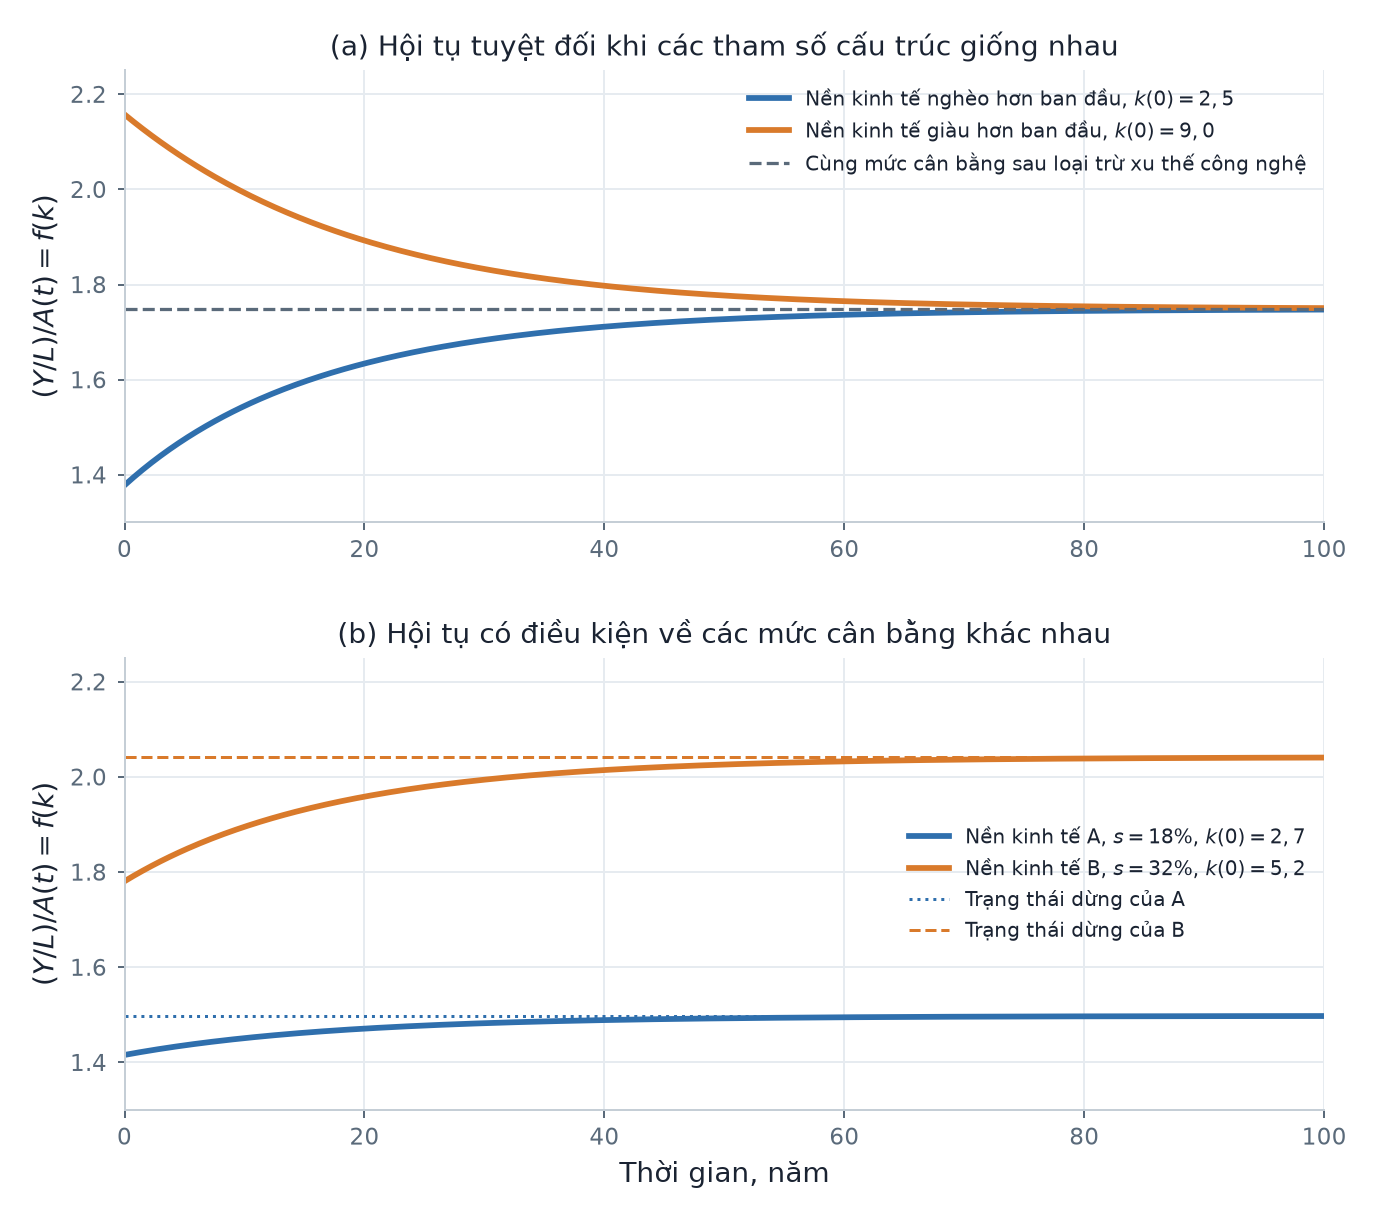 (a) Hội tụ tuyệt đối khi các tham số cấu trúc giống nhau
(Y/L)/A(t) = f(k)
2.2
2.0
1.8
1.6
1.4
Nền kinh tế nghèo hơn ban đầu, k(0) = 2, 5
Nền kinh tế giàu hơn ban đầu, k(0) = 9, 0
Cùng mức cân bằng sau loại trừ xu thế công nghệ
0 20 40 60 80 100
(b) Hội tụ có điều kiện về các mức cân bằng khác nhau
(Y/L)/A(t) = f(k)
2.2
2.0
1.8
1.6
1.4
Nền kinh tế A, s = 18%, k(0) = 2, 7
Nền kinh tế B, s = 32%, k(0) = 5, 2
Trạng thái dừng của A
Trạng thái dừng của B
0 20 40 60 80 100
Thời gian, năm